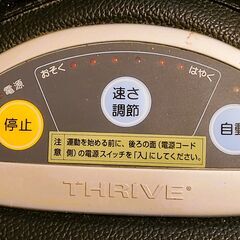 おそく はやく
電源
停止
速さ
調節
自動
注意 運動を始める前に、後ろの面（電源コード
側）の電源スイッチを「入」にしてください。
THRIVE®